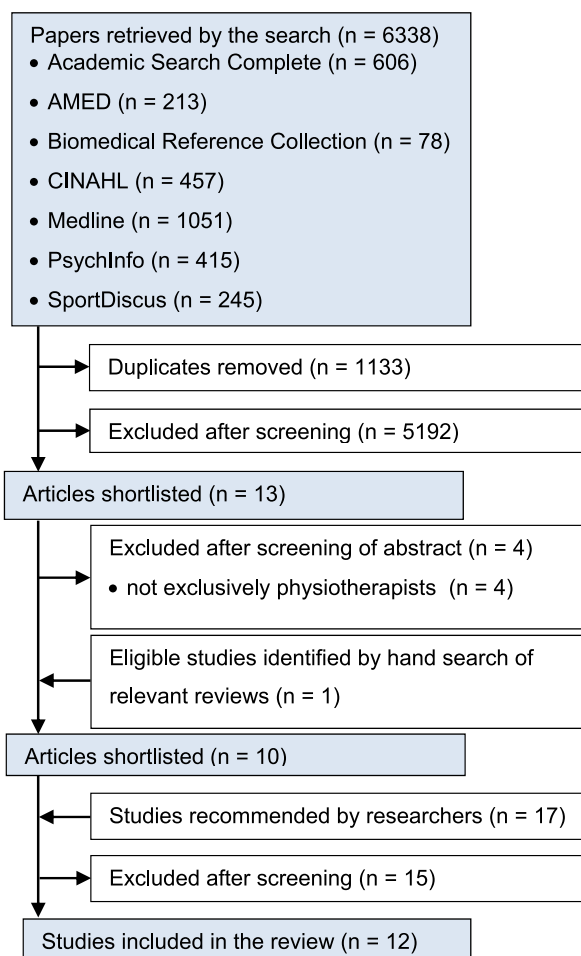 Papers retrieved by the search (n = 6338)
• Academic Search Complete (n = 606)
• AMED (n = 213)
• Biomedical Reference Collection (n = 78)
• CINAHL (n = 457)
• Medline (n = 1051)
• PsychInfo (n = 415)
• SportDiscus (n = 245)
Duplicates removed (n = 1133)
Excluded after screening (n = 5192)
Articles shortlisted (n = 13)
Excluded after screening of abstract (n = 4)
• not exclusively physiotherapists (n = 4)
Eligible studies identified by hand search of
relevant reviews (n = 1)
Articles shortlisted (n = 10)
Studies recommended by researchers (n = 17)
Excluded after screening (n = 15)
Studies included in the review (n = 12)